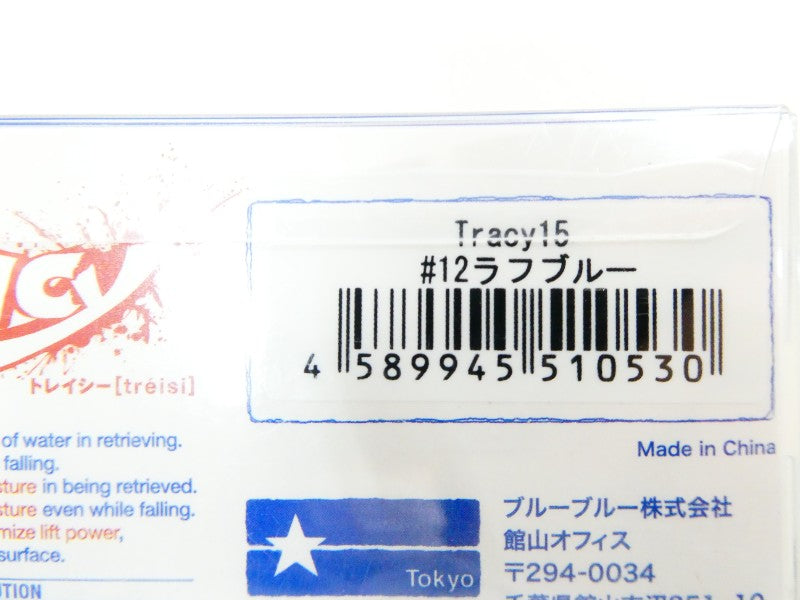 Tracy15
#12ラフブルー
4 589945 510530
トレイシー[tréisi]
of water in retrieving.
falling.
sture in being retrieved.
sture even while falling.
mize lift power,
surface.
UTION
Made in China
Tokyo
ブルーブルー株式会社
館山オフィス
〒294-0034